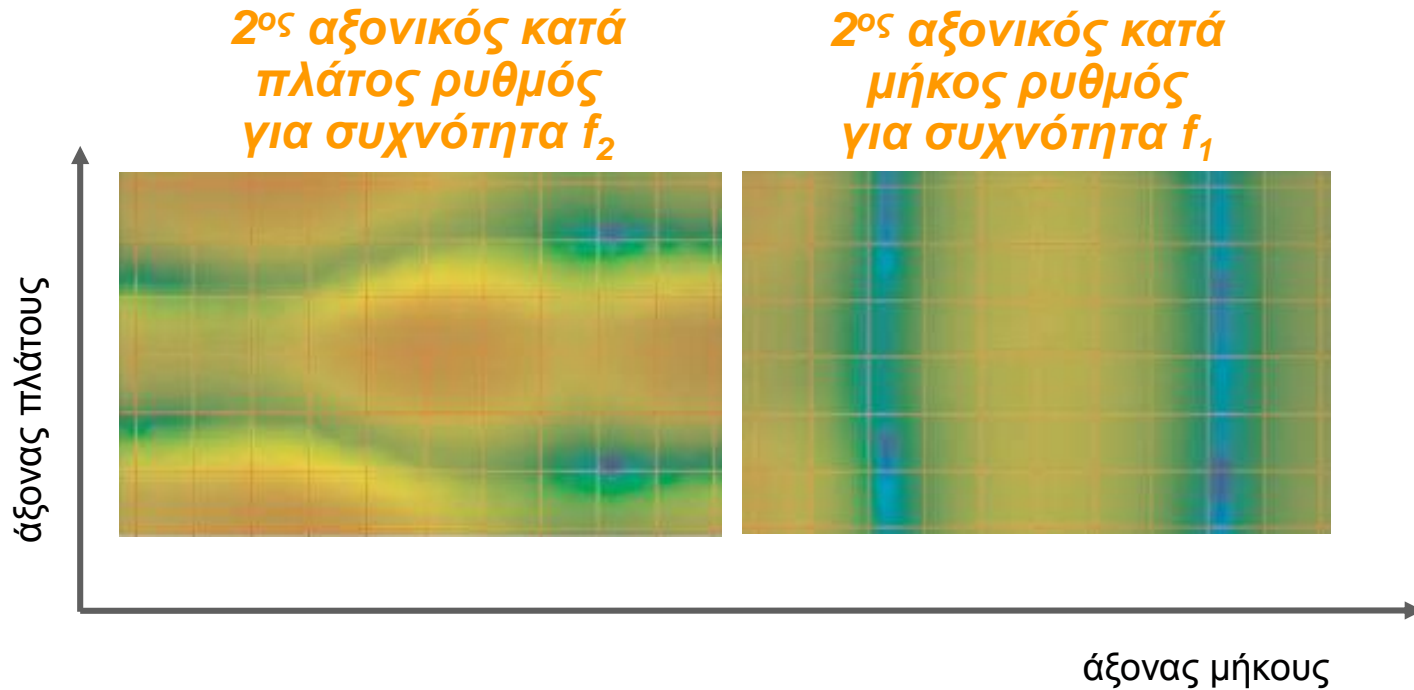 2ος αξονικός κατά
πλάτος ρυθμός
για συχνότητα f2
2ος αξονικός κατά
μήκος ρυθμός
για συχνότητα f1
άξονας πλάτους
άξονας μήκους